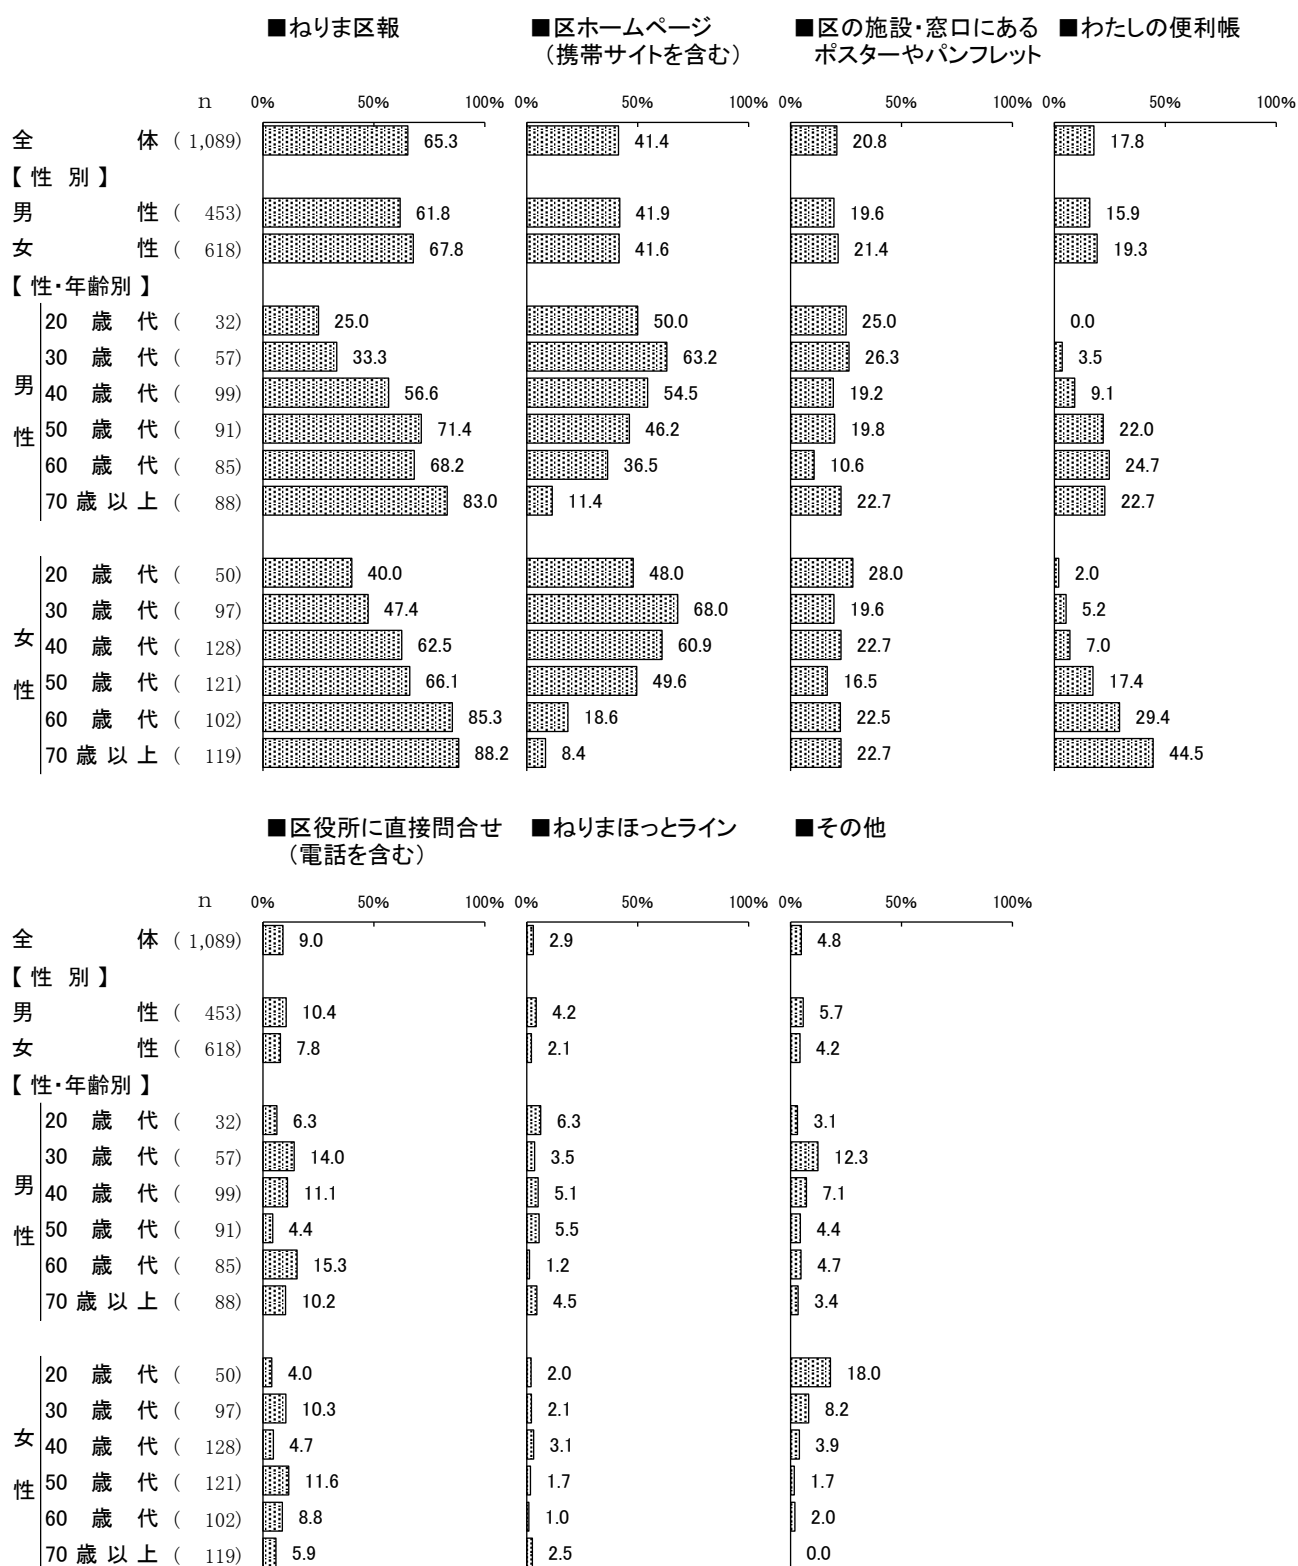 ■ねりま区報 ■区ホームページ ■区の施設・窓口にある ■わたしの便利帳
（携帯サイトを含む） ポスターやパンフレット
n 0% 50% 100% 0% 50% 100% 0% 50% 100% 0% 50% 100%
全体 (1,089) 65.3 41.4 20.8 17.8
【性別】
男性 (453) 61.8 41.9 19.6 15.9
女性 (618) 67.8 41.6 21.4 19.3
【性・年齢別】
男性
20歳代 (32) 25.0 50.0 25.0 0.0
30歳代 (57) 33.3 63.2 26.3 3.5
40歳代 (99) 56.6 54.5 19.2 9.1
50歳代 (91) 71.4 46.2 19.8 22.0
60歳代 (85) 68.2 36.5 10.6 24.7
70歳以上 (88) 83.0 11.4 22.7 22.7
女性
20歳代 (50) 40.0 48.0 28.0 2.0
30歳代 (97) 47.4 68.0 19.6 5.2
40歳代 (128) 62.5 60.9 22.7 7.0
50歳代 (121) 66.1 49.6 16.5 17.4
60歳代 (102) 85.3 18.6 22.5 29.4
70歳以上 (119) 88.2 8.4 22.7 44.5
■区役所に直接問合せ ■ねりまほっとライン ■その他
（電話を含む）
n 0% 50% 100% 0% 50% 100% 0% 50% 100%
全体 (1,089) 9.0 2.9 4.8
【性別】
男性 (453) 10.4 4.2 5.7
女性 (618) 7.8 2.1 4.2
【性・年齢別】
男性
20歳代 (32) 6.3 6.3 3.1
30歳代 (57) 14.0 3.5 12.3
40歳代 (99) 11.1 5.1 7.1
50歳代 (91) 4.4 5.5 4.4
60歳代 (85) 15.3 1.2 4.7
70歳以上 (88) 10.2 4.5 3.4
女性
20歳代 (50) 4.0 2.0 18.0
30歳代 (97) 10.3 2.1 8.2
40歳代 (128) 4.7 3.1 3.9
50歳代 (121) 11.6 1.7 1.7
60歳代 (102) 8.8 1.0 2.0
70歳以上 (119) 5.9 2.5 0.0